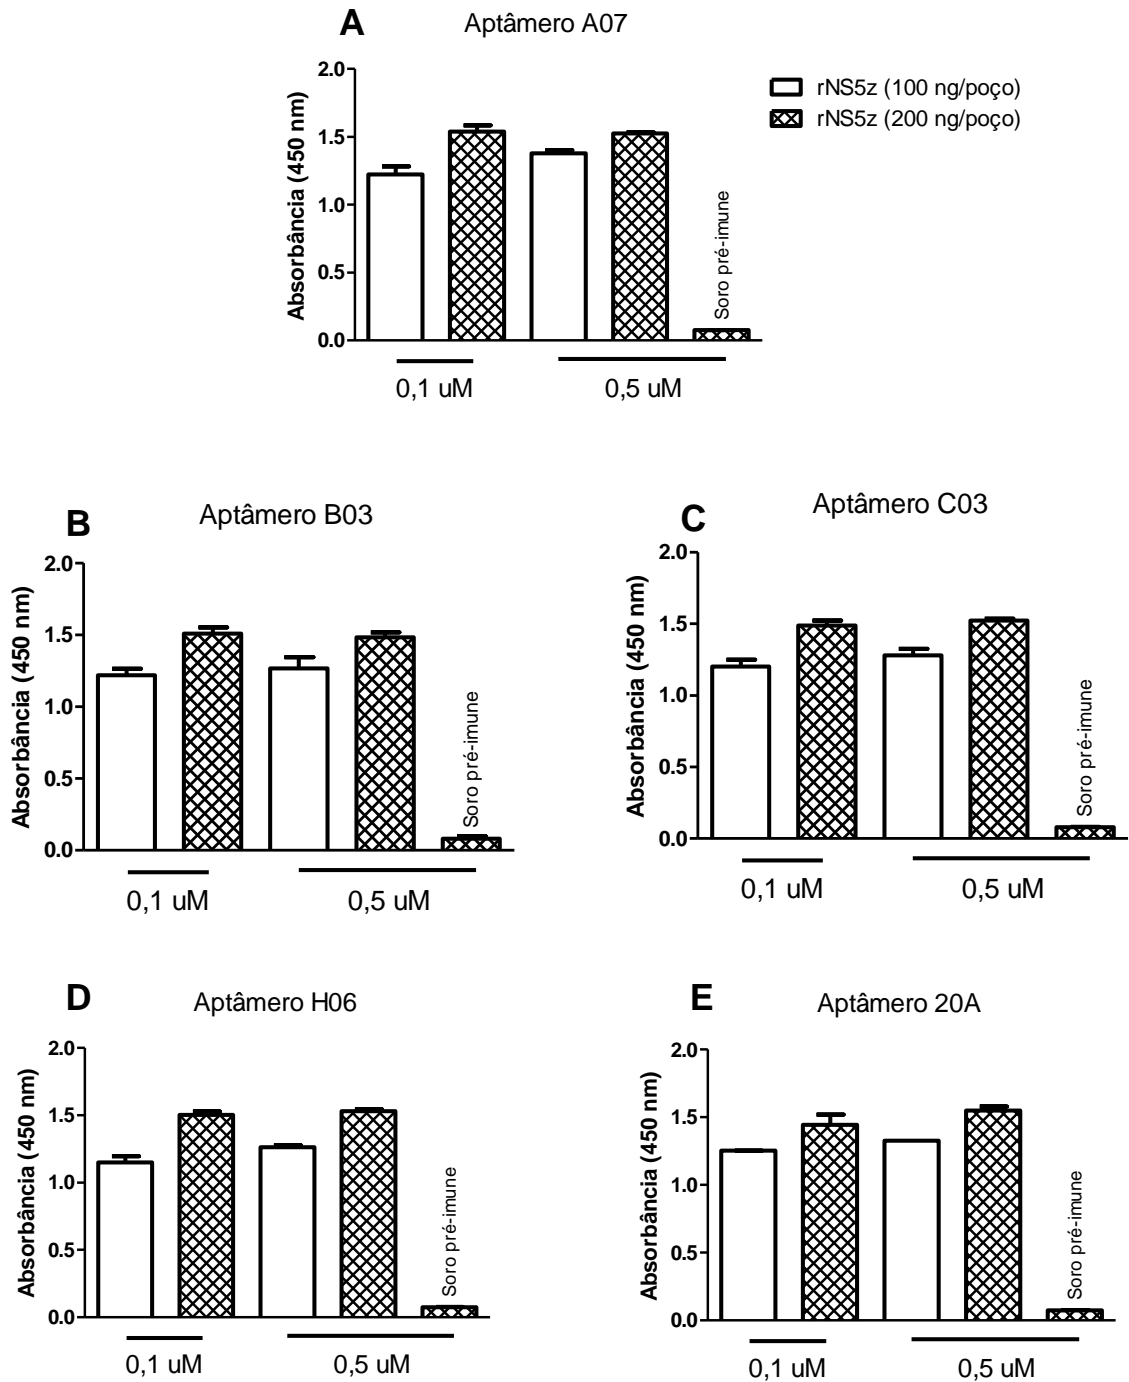 A
Aptâmero A07
rNS5z (100 ng/poço)
rNS5z (200 ng/poço)
Absorbância (450 nm)
2.0
1.5
1.0
0.5
0.0
Soro pré-imune
0,1 uM
0,5 uM
B
Aptâmero B03
Absorbância (450 nm)
2.0
1.5
1.0
0.5
0.0
Soro pré-imune
0,1 uM
0,5 uM
C
Aptâmero C03
Absorbância (450 nm)
2.0
1.5
1.0
0.5
0.0
Soro pré-imune
0,1 uM
0,5 uM
D
Aptâmero H06
Absorbância (450 nm)
2.0
1.5
1.0
0.5
0.0
Soro pré-imune
0,1 uM
0,5 uM
E
Aptâmero 20A
Absorbância (450 nm)
2.0
1.5
1.0
0.5
0.0
Soro pré-imune
0,1 uM
0,5 uM